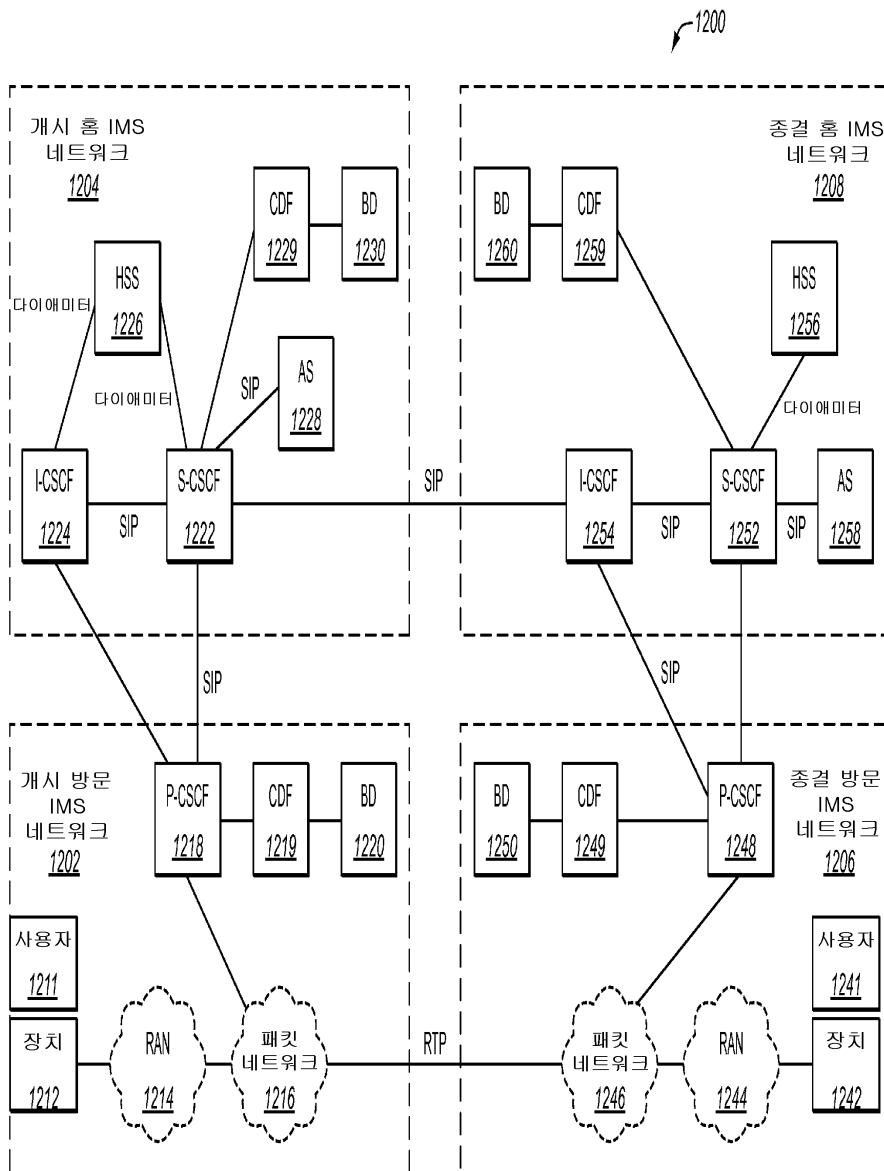 1200
개시 홈 IMS
네트워크
1204
CDF
1229
BD
1230
HSS
1226
다이애미터
다이애미터
SIP
AS
1228
I-CSCF
1224
SIP
S-CSCF
1222
SIP
종결 홈 IMS
네트워크
1208
BD
1260
CDF
1259
HSS
1256
다이애미터
I-CSCF
1254
SIP
S-CSCF
1252
SIP
AS
1258
SIP
SIP
개시 방문
IMS
네트워크
1202
P-CSCF
1218
CDF
1219
BD
1220
사용자
1211
장치
1212
RAN
1214
패킷
네트워크
1216
RTP
BD
1250
CDF
1249
P-CSCF
1248
종결 방문
IMS
네트워크
1206
사용자
1241
패킷
네트워크
1246
RAN
1244
장치
1242